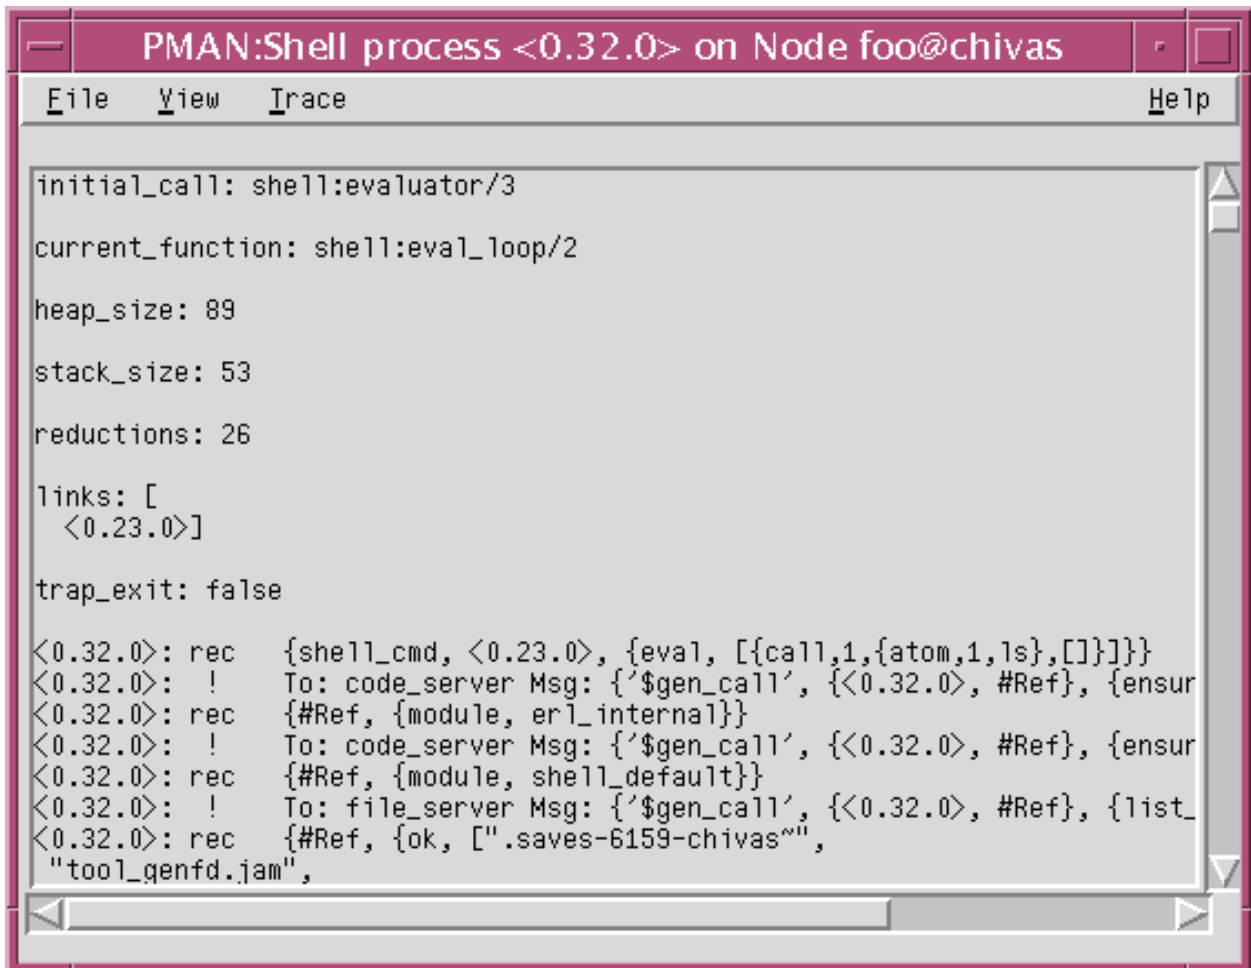 PMAN:Shell process <0.32.0> on Node foo@chivas
File View Trace Help
initial_call: shell:evaluator/3
current_function: shell:eval_loop/2
heap_size: 89
stack_size: 53
reductions: 26
links: [
<0.23.0>]
trap_exit: false
<0.32.0>: rec {shell_cmd, <0.23.0>, {eval, [{call,1,{atom,1,ls},[]}]}}
<0.32.0>: ! To: code_server Msg: {'$gen_call', {<0.32.0>, #Ref}, {ensur
<0.32.0>: rec {#Ref, {module, erl_internal}}
<0.32.0>: ! To: code_server Msg: {'$gen_call', {<0.32.0>, #Ref}, {ensur
<0.32.0>: rec {#Ref, {module, shell_default}}
<0.32.0>: ! To: file_server Msg: {'$gen_call', {<0.32.0>, #Ref}, {list_
<0.32.0>: rec {#Ref, {ok, [".saves-6159-chivas~",
"tool_genfd.jam",